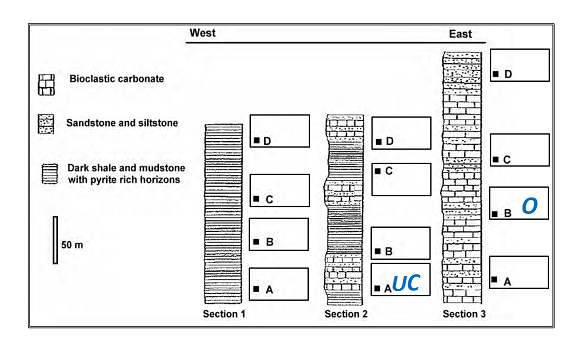 West East
Bioclastic carbonate
Sandstone and siltstone
Dark shale and mudstone
with pyrite rich horizons
50 m
D
C
B
A
Section 1
D
C
B
A UC
Section 2
D
C
B O
A
Section 3